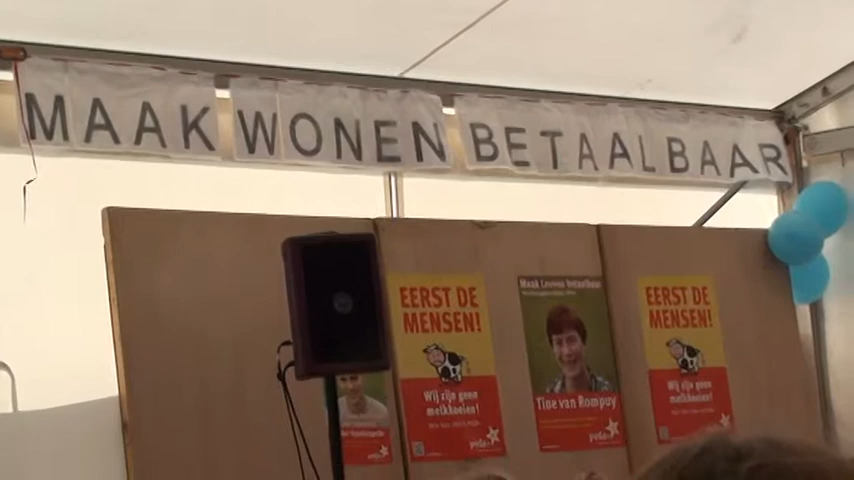 MAAK WONEN BETAALBAAR
EERST DE
MENSEN!
Wij zijn geen
melkkoeien!
pvda
Maak Leuven betaalbaar
Tine van Rompuy
pvda
EERST DE
MENSEN!
Wij zijn geen
melkkoeien!